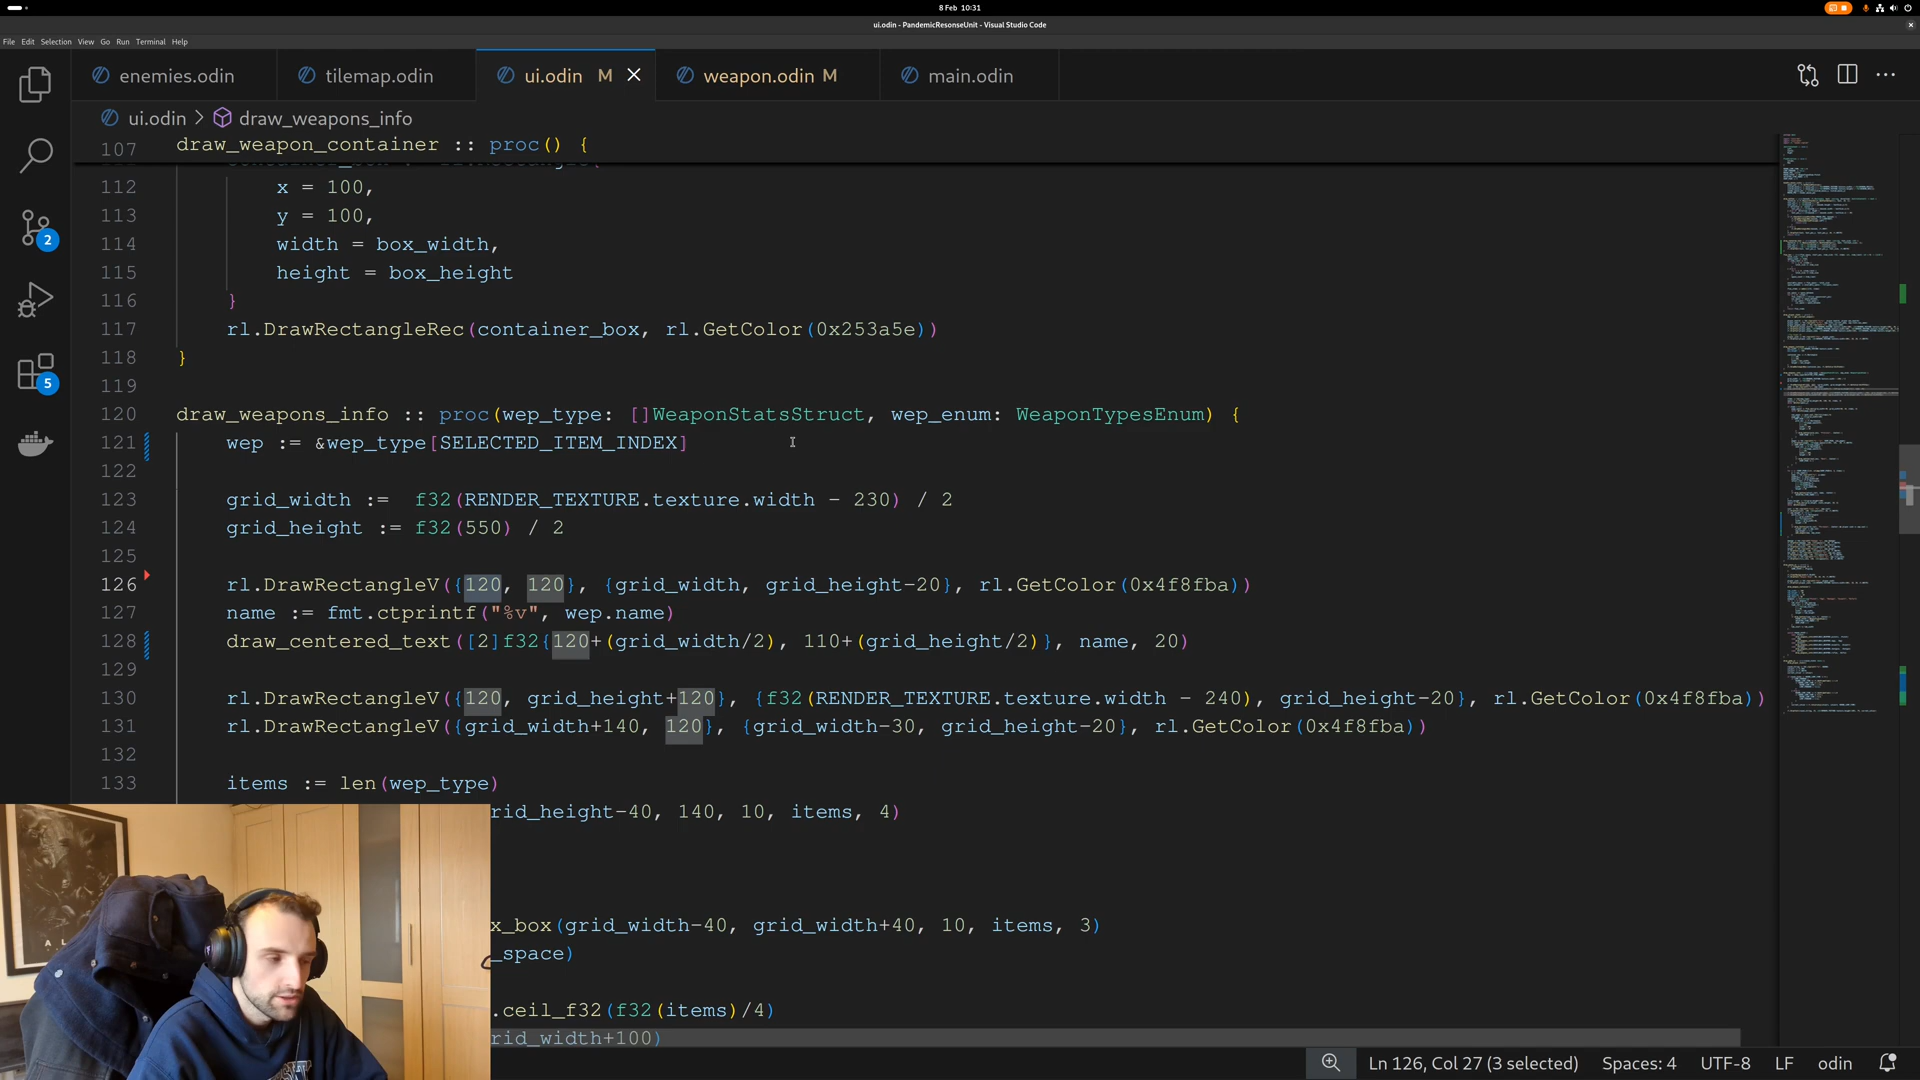 8 Feb 10:31
ui.odin - PandemicResonseUnit - Visual Studio Code
File Edit Selection View Go Run Terminal Help
enemies.odin tilemap.odin ui.odin M weapon.odin M main.odin
ui.odin > draw_weapons_info
107 draw_weapon_container :: proc() {
112 x = 100,
113 y = 100,
114 width = box_width,
115 height = box_height
116 }
117 rl.DrawRectangleRec(container_box, rl.GetColor(0x253a5e))
118 }
119
120 draw_weapons_info :: proc(wep_type: []WeaponStatsStruct, wep_enum: WeaponTypesEnum) {
121 wep := &wep_type[SELECTED_ITEM_INDEX]
122
123 grid_width := f32(RENDER_TEXTURE.texture.width - 230) / 2
124 grid_height := f32(550) / 2
125
126 rl.DrawRectangleV({120, 120}, {grid_width, grid_height-20}, rl.GetColor(0x4f8fba))
127 name := fmt.ctprintf("%v", wep.name)
128 draw_centered_text([2]f32{120+(grid_width/2), 110+(grid_height/2)}, name, 20)
129
130 rl.DrawRectangleV({120, grid_height+120}, {f32(RENDER_TEXTURE.texture.width - 240), grid_height-20}, rl.GetColor(0x4f8fba))
131 rl.DrawRectangleV({grid_width+140, 120}, {grid_width-30, grid_height-20}, rl.GetColor(0x4f8fba))
132
133 items := len(wep_type)
rid_height-40, 140, 10, items, 4)
x_box(grid_width-40, grid_width+40, 10, items, 3)
_space)
.ceil_f32(f32(items)/4)
rid_width+100)
2
5
Ln 126, Col 27 (3 selected) Spaces: 4 UTF-8 LF odin